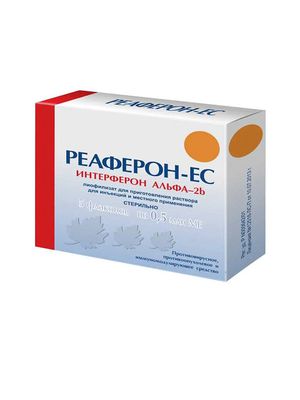 РЕАФЕРОН-ЕС
ИНТЕРФЕРОН АЛЬФА-2b
лиофилизат для приготовления раствора
для инъекций и местного применения
СТЕРИЛЬНО
5 флаконов по 0,5 млн МЕ
Противовирусное,
противоопухолевое и
иммуномодулирующее средство